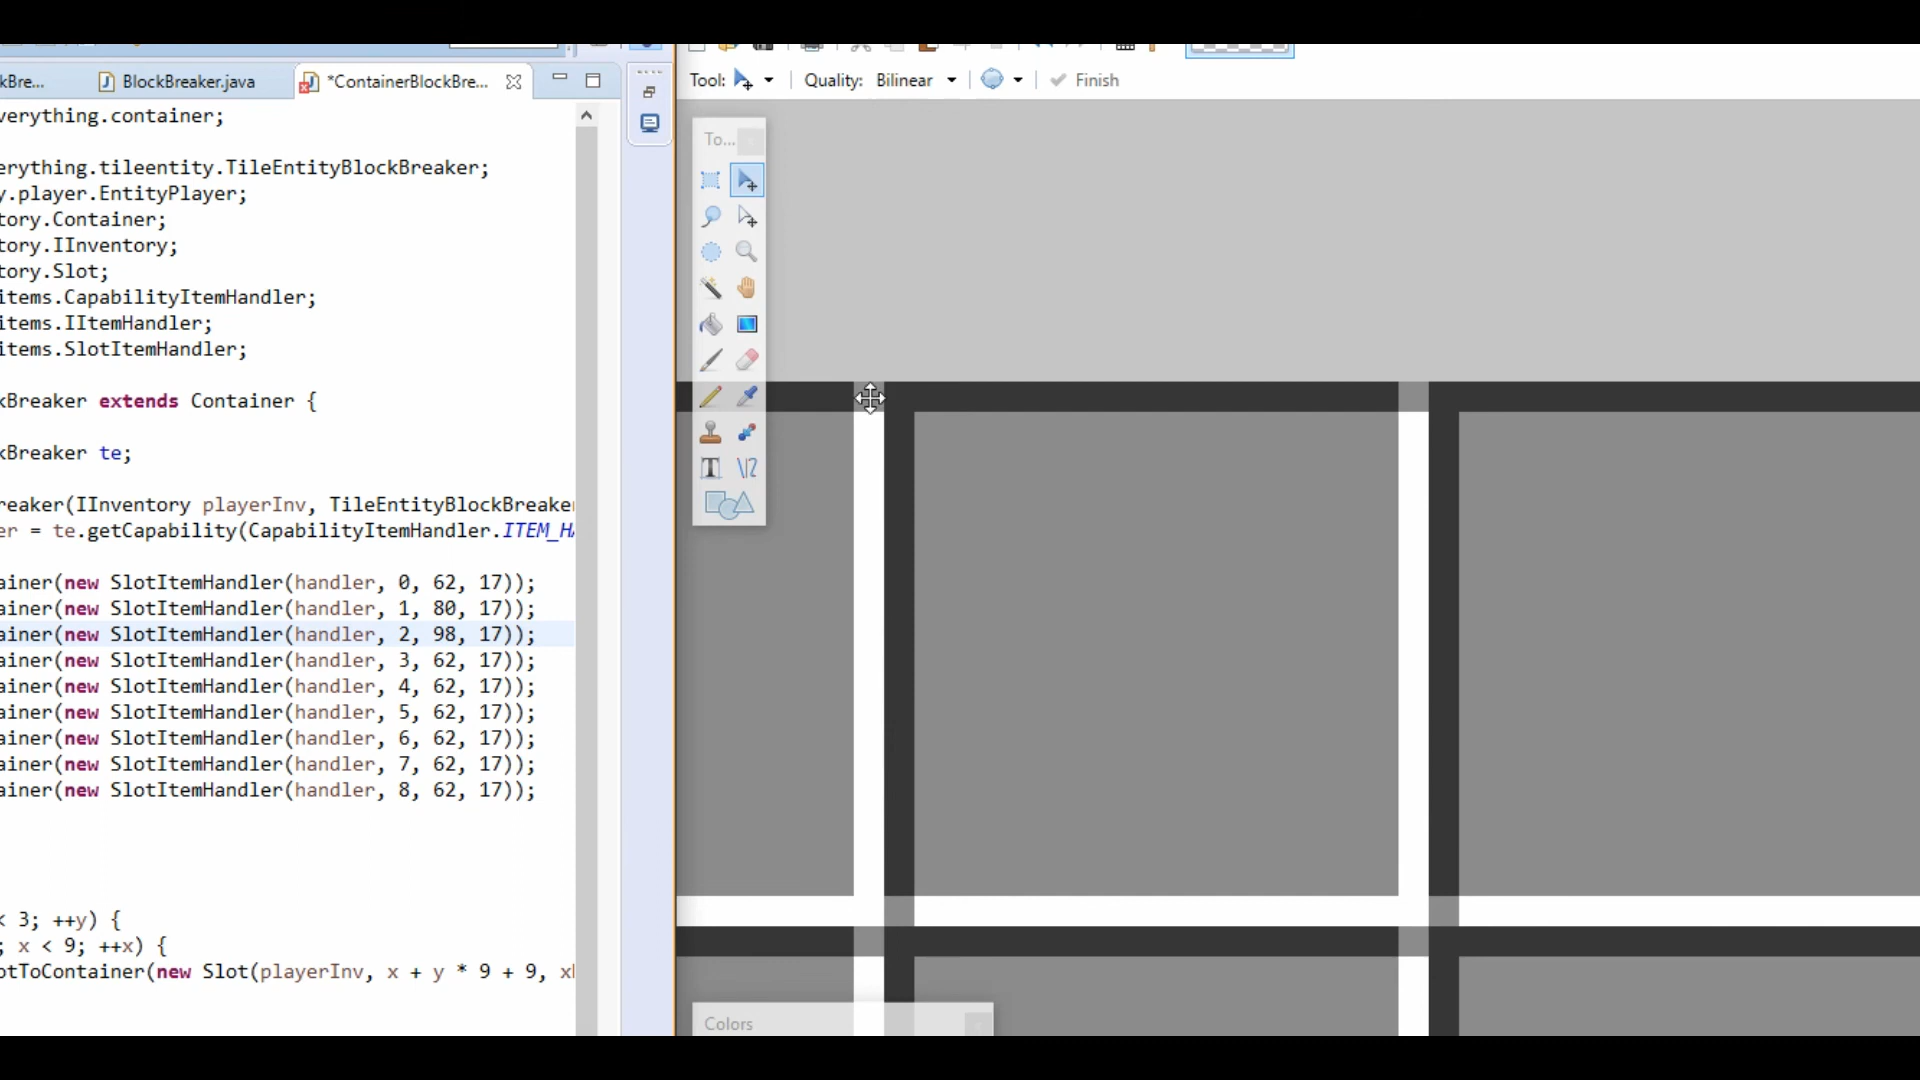 kBre...
BlockBreaker.java
*ContainerBlockBre...
Tool:
Quality: Bilinear
Finish
To...
verything.container;
erything.tileentity.TileEntityBlockBreaker;
y.player.EntityPlayer;
tory.Container;
tory.IInventory;
tory.Slot;
items.CapabilityItemHandler;
items.IItemHandler;
items.SlotItemHandler;
kBreaker extends Container {
kBreaker te;
reaker(IInventory playerInv, TileEntityBlockBreaker
er = te.getCapability(CapabilityItemHandler.ITEM_HA
ainer(new SlotItemHandler(handler, 0, 62, 17));
ainer(new SlotItemHandler(handler, 1, 80, 17));
ainer(new SlotItemHandler(handler, 2, 98, 17));
ainer(new SlotItemHandler(handler, 3, 62, 17));
ainer(new SlotItemHandler(handler, 4, 62, 17));
ainer(new SlotItemHandler(handler, 5, 62, 17));
ainer(new SlotItemHandler(handler, 6, 62, 17));
ainer(new SlotItemHandler(handler, 7, 62, 17));
ainer(new SlotItemHandler(handler, 8, 62, 17));
< 3; ++y) {
; x < 9; ++x) {
otToContainer(new Slot(playerInv, x + y * 9 + 9, x
Colors